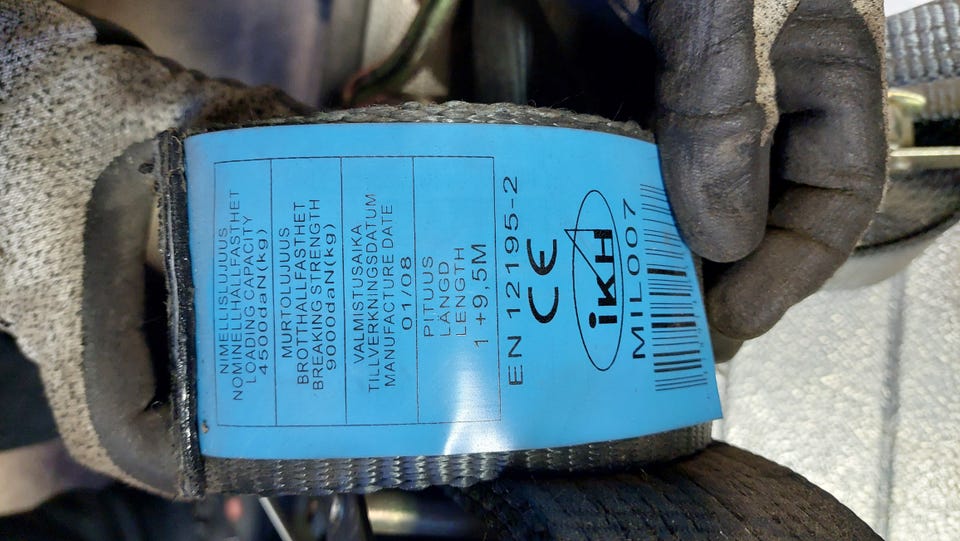 NIMELLISLUJUUS
NOMINELLHALLFASTHET
LOADING CAPACITY
4500daN(kg)
MURTOLUJUUS
BROTTHALLFASTHET
BREAKING STRENGTH
9000daN(kg)
VALMISTUSAIKA
TILLVERKNINGSDATUM
MANUFACTURE DATE
01/08
PITUUS
LÄNGD
LENGTH
1 +9,5M
EN 12195-2
CE
iKH
MIL007